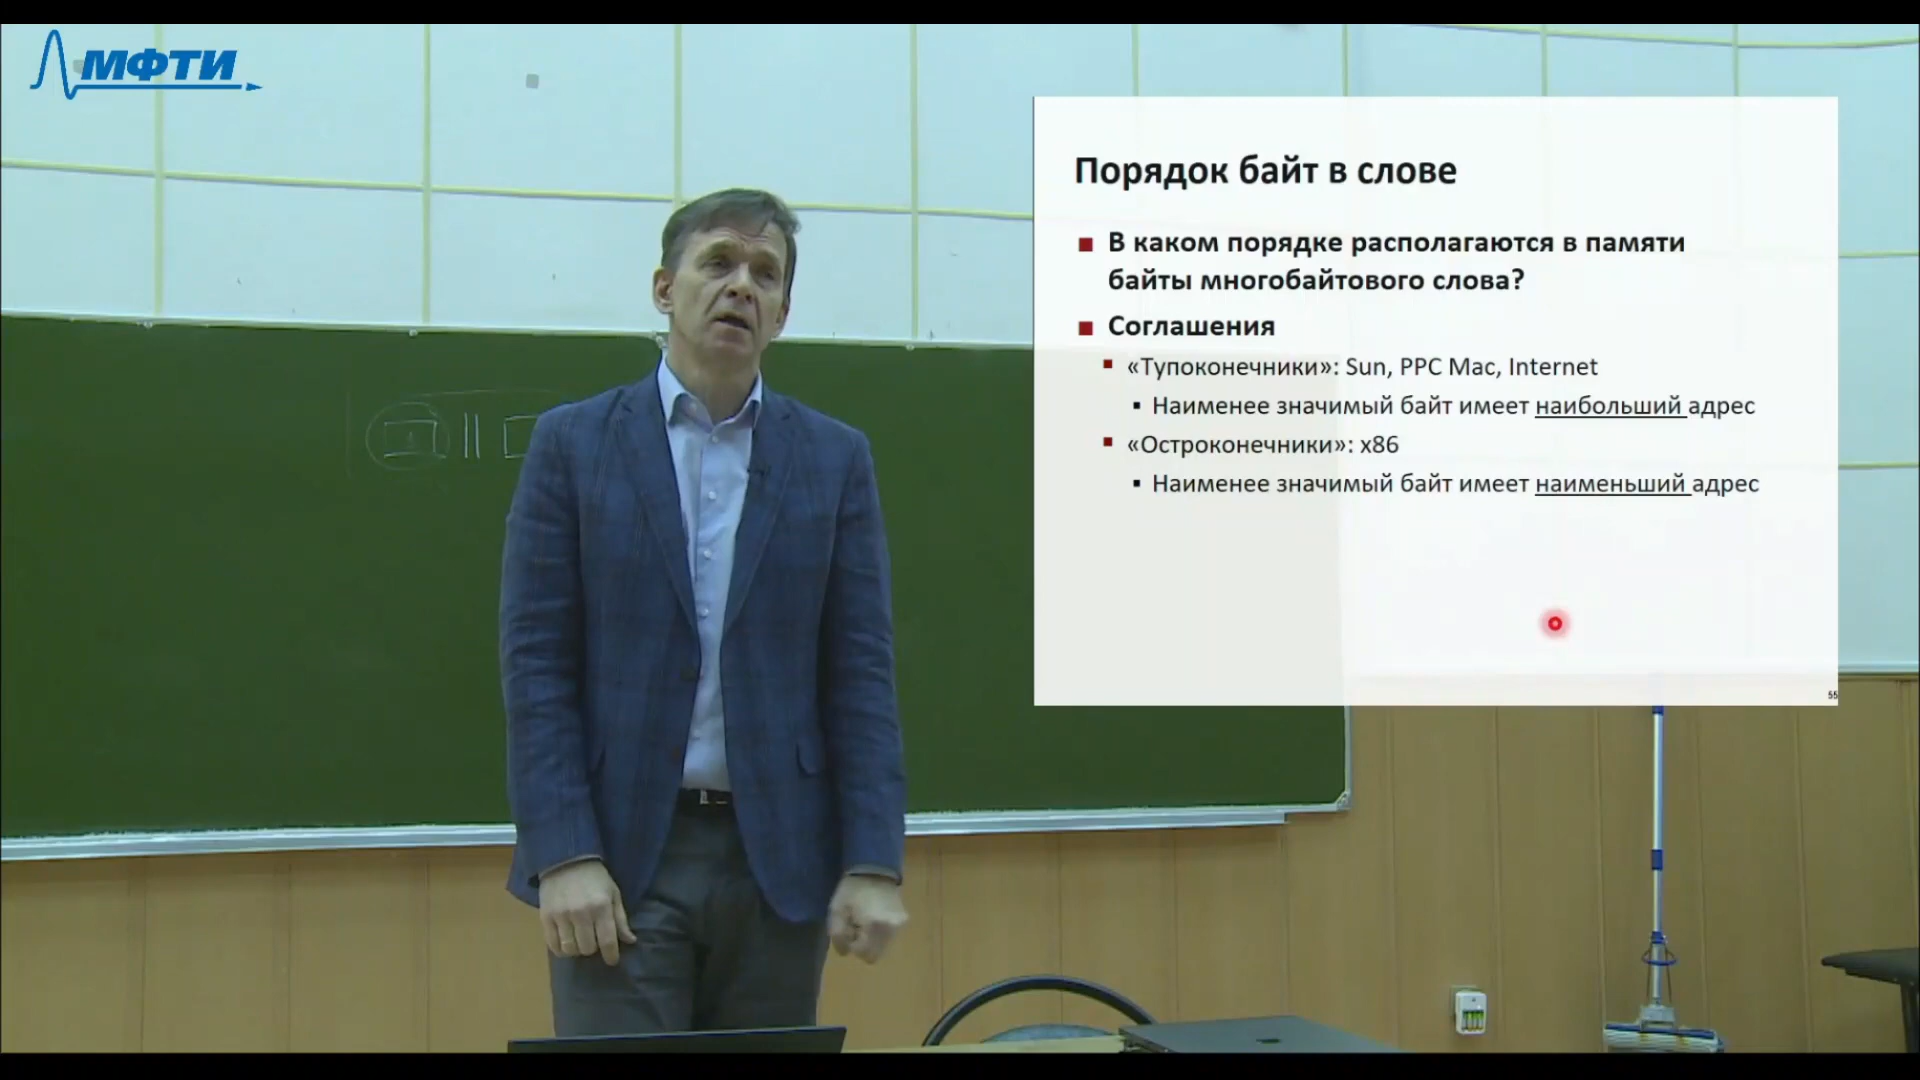 МФТИ
Порядок байт в слове
В каком порядке располагаются в памяти
байты многобайтового слова?
Соглашения
«Тупоконечники»: Sun, PPC Mac, Internet
Наименее значимый байт имеет наибольший адрес
«Остроконечники»: x86
Наименее значимый байт имеет наименьший адрес
55